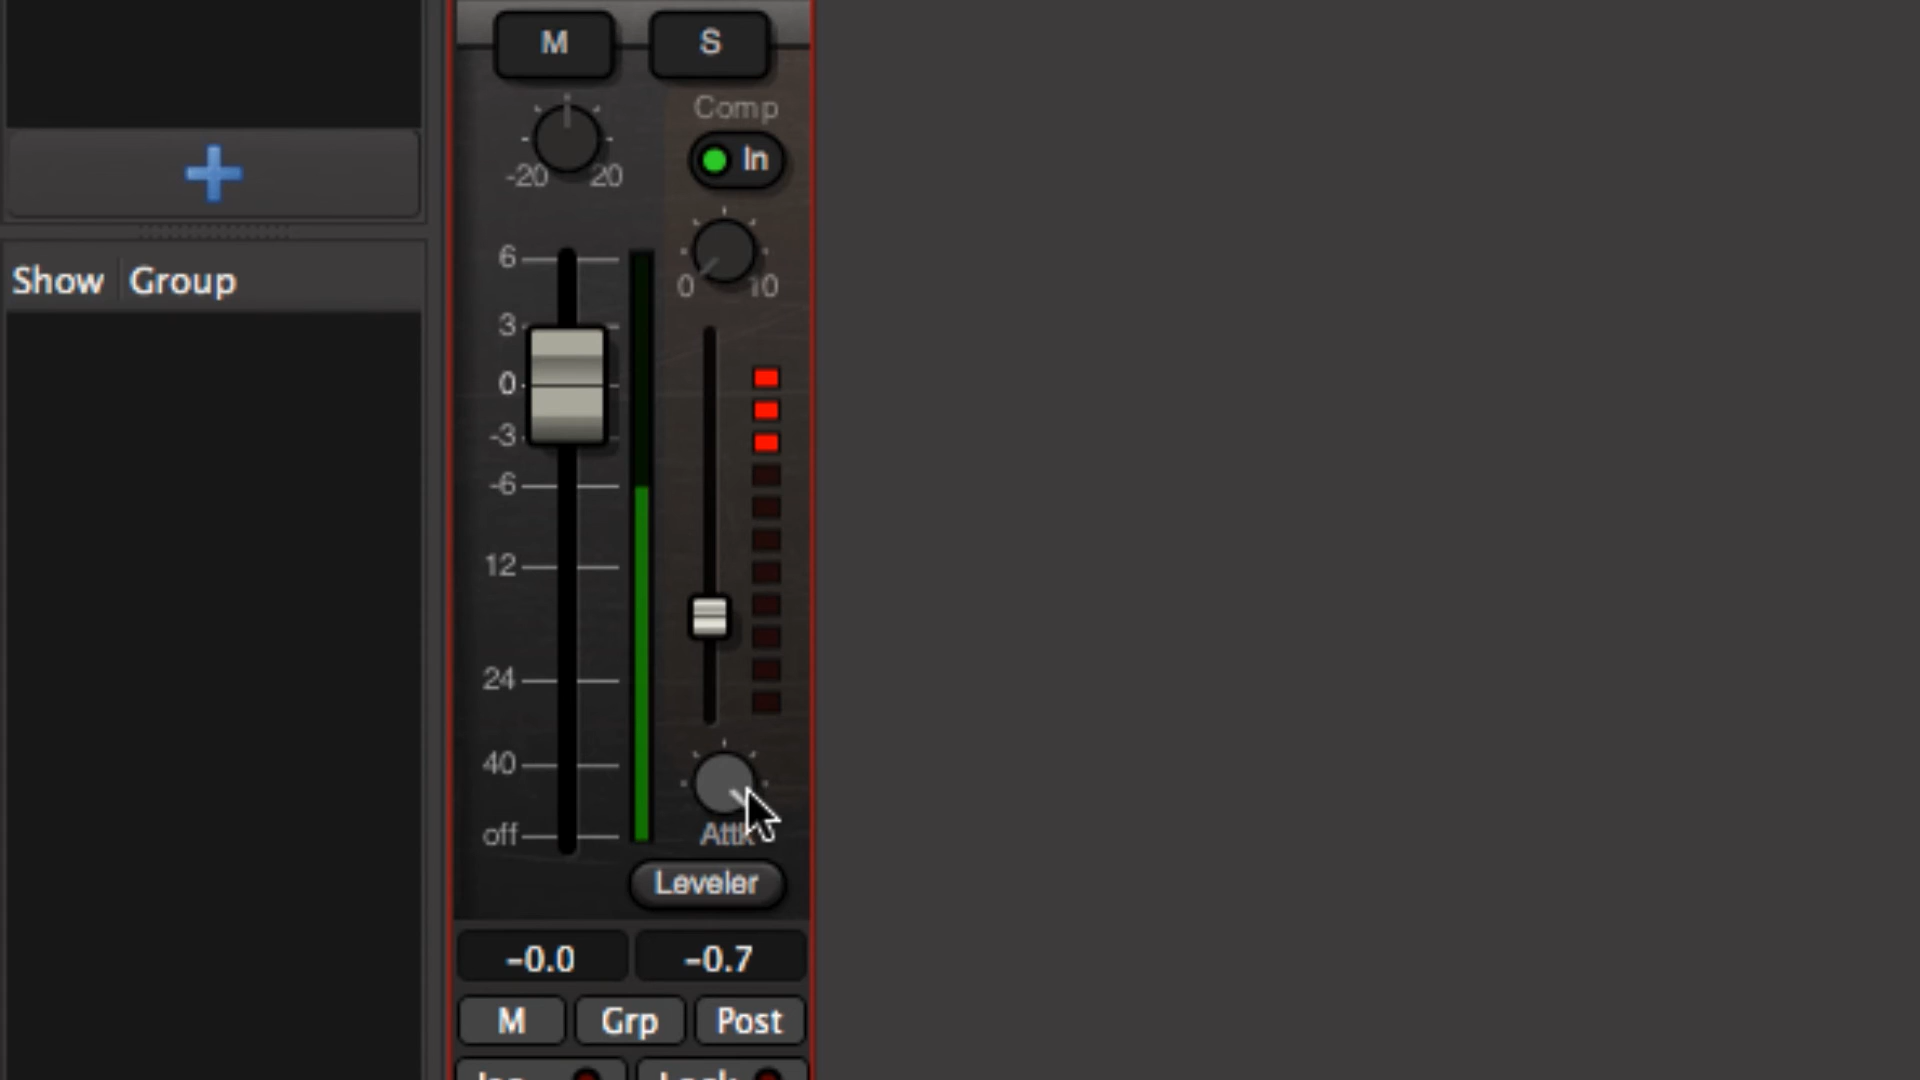 M S
Comp
In
-20 20
0 10
Show Group
6
3
0
-3
-6
12
24
40
off
Attk
Leveler
-0.0 -0.7
M Grp Post